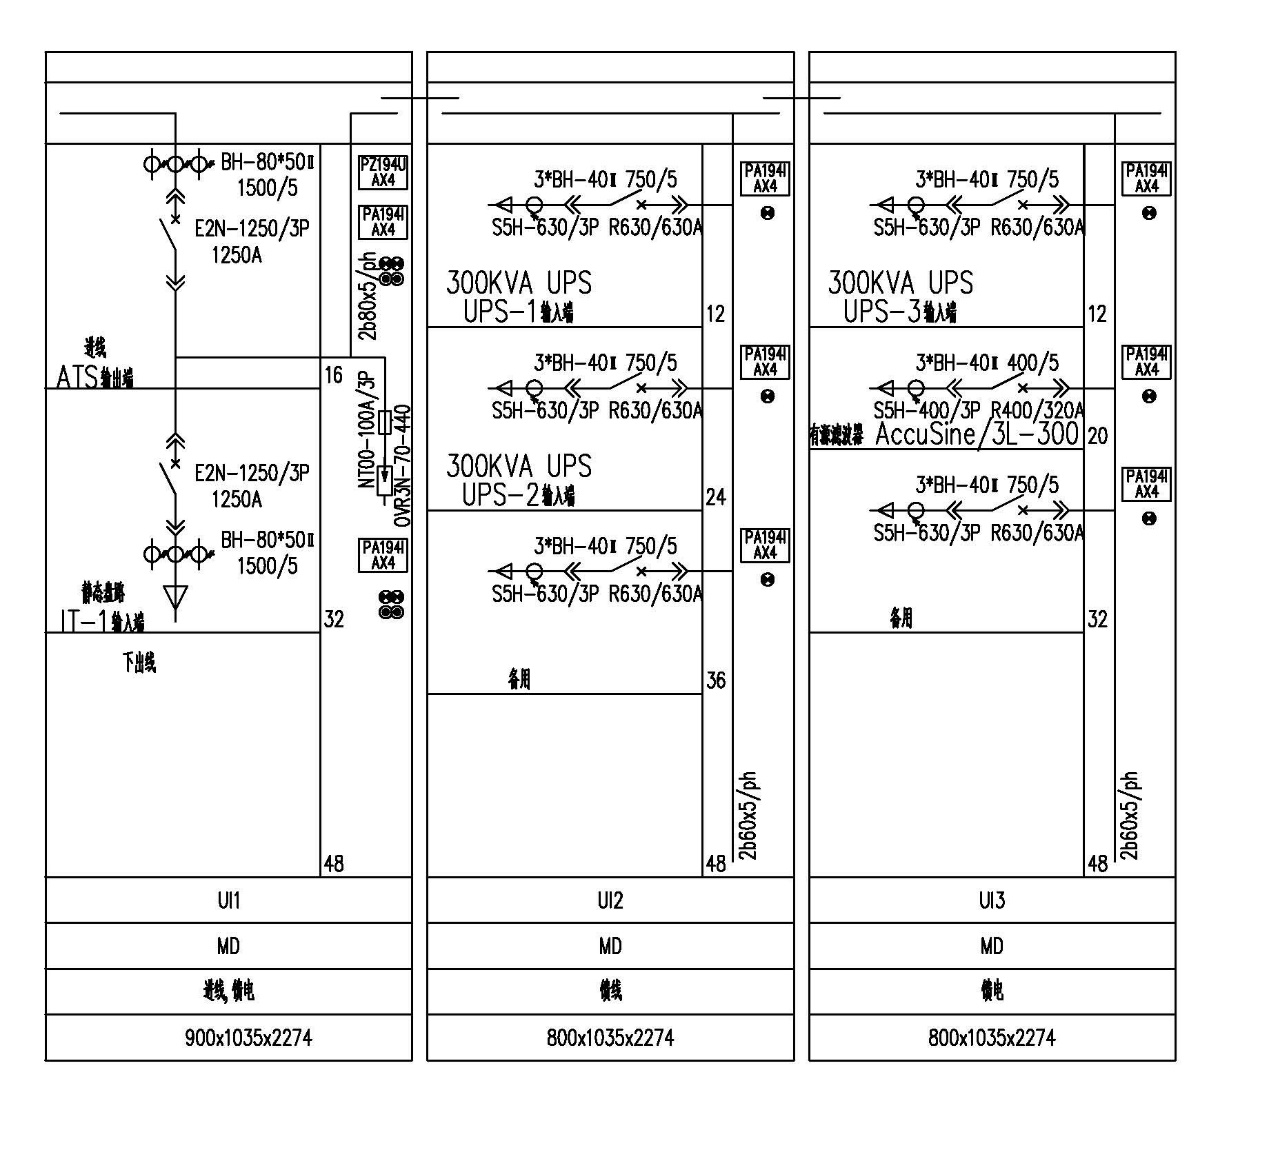 BH-80*50Ⅱ
1500/5
E2N-1250/3P
1250A
进线
ATS输出端
16
E2N-1250/3P
1250A
BH-80*50Ⅱ
1500/5
静态盘路
IT-1输入端
32
下出线
48
PZ194U
AX4
PA194I
AX4
2b80x5/ph
NT00-100A/3P
OVR3N-70-440
PA194I
AX4
UI1
MD
进线,馈电
900x1035x2274
3*BH-40Ⅱ 750/5
S5H-630/3P R630/630A
300KVA UPS
UPS-1输入端
12
PA194I
AX4
3*BH-40Ⅱ 750/5
S5H-630/3P R630/630A
300KVA UPS
UPS-2输入端
24
PA194I
AX4
3*BH-40Ⅱ 750/5
S5H-630/3P R630/630A
备用
36
PA194I
AX4
2b60x5/ph
48
UI2
MD
馈线
800x1035x2274
3*BH-40Ⅱ 750/5
S5H-630/3P R630/630A
300KVA UPS
UPS-3输入端
12
PA194I
AX4
3*BH-40Ⅱ 400/5
S5H-400/3P R400/320A
有源滤波器 AccuSine/3L-300
20
PA194I
AX4
3*BH-40Ⅱ 750/5
S5H-630/3P R630/630A
备用
32
PA194I
AX4
2b60x5/ph
48
UI3
MD
馈电
800x1035x2274